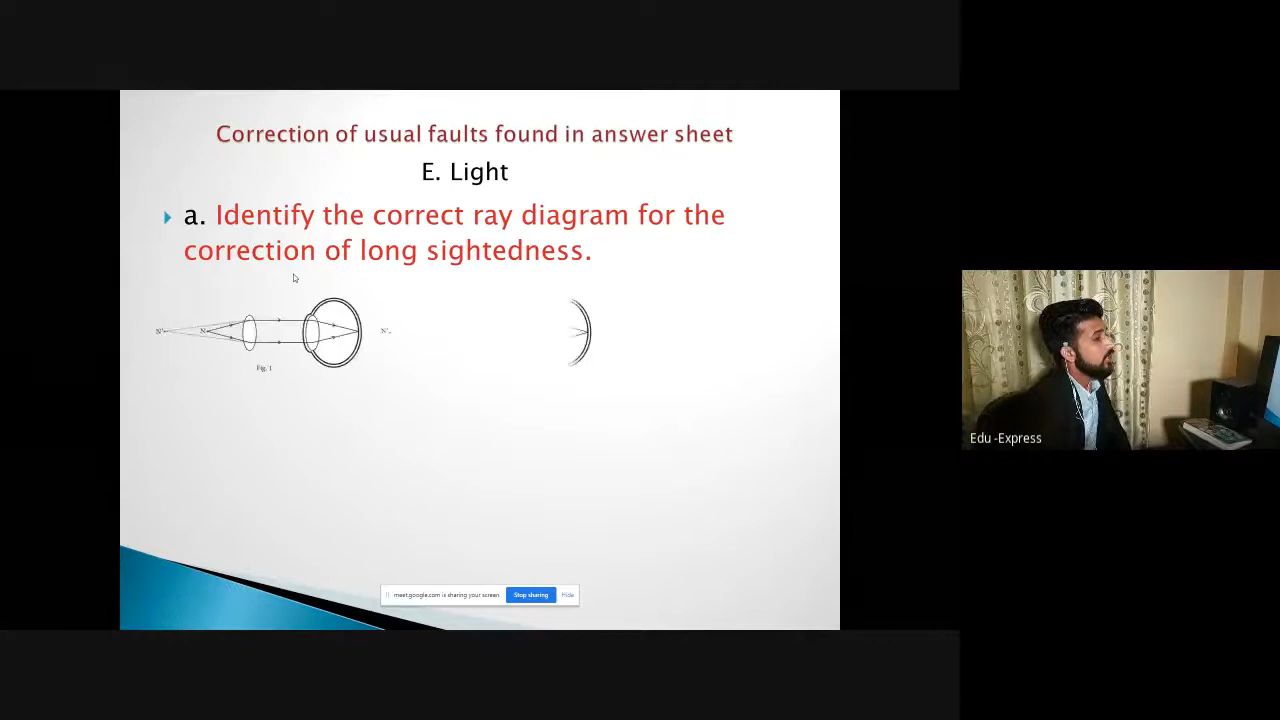 Correction of usual faults found in answer sheet
E. Light
a. Identify the correct ray diagram for the
correction of long sightedness.
N' N N'
Fig. 1
meet.google.com is sharing your screen. Stop sharing Hide
Edu -Express